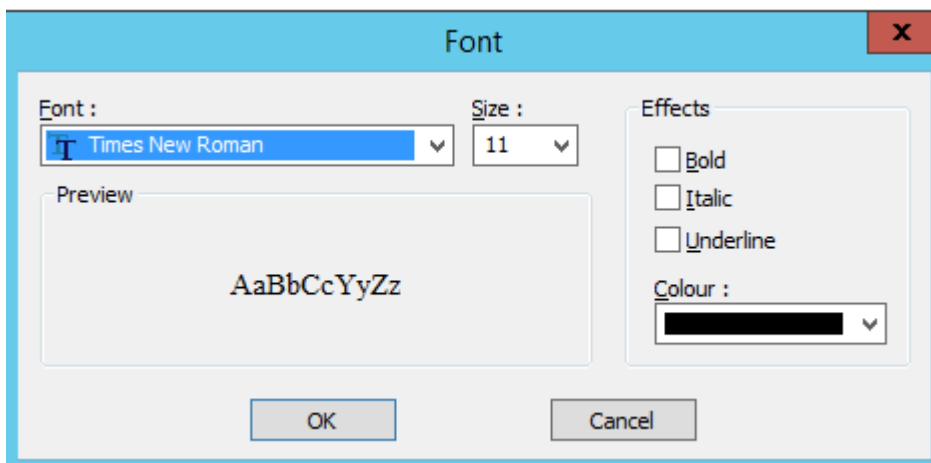 Font
x
Font :
Size :
Effects
Times New Roman
11
Bold
Preview
Italic
Underline
AaBbCcYyZz
Colour :
OK
Cancel